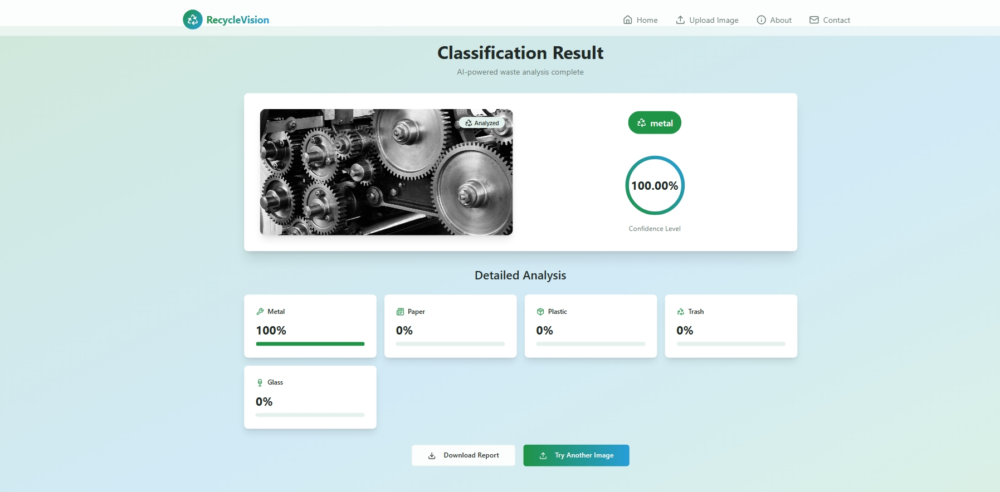 RecycleVision
Home
Upload Image
About
Contact
Classification Result
AI-powered waste analysis complete
Analyzed
metal
100.00%
Confidence Level
Detailed Analysis
Metal
100%
Paper
0%
Plastic
0%
Trash
0%
Glass
0%
Download Report
Try Another Image